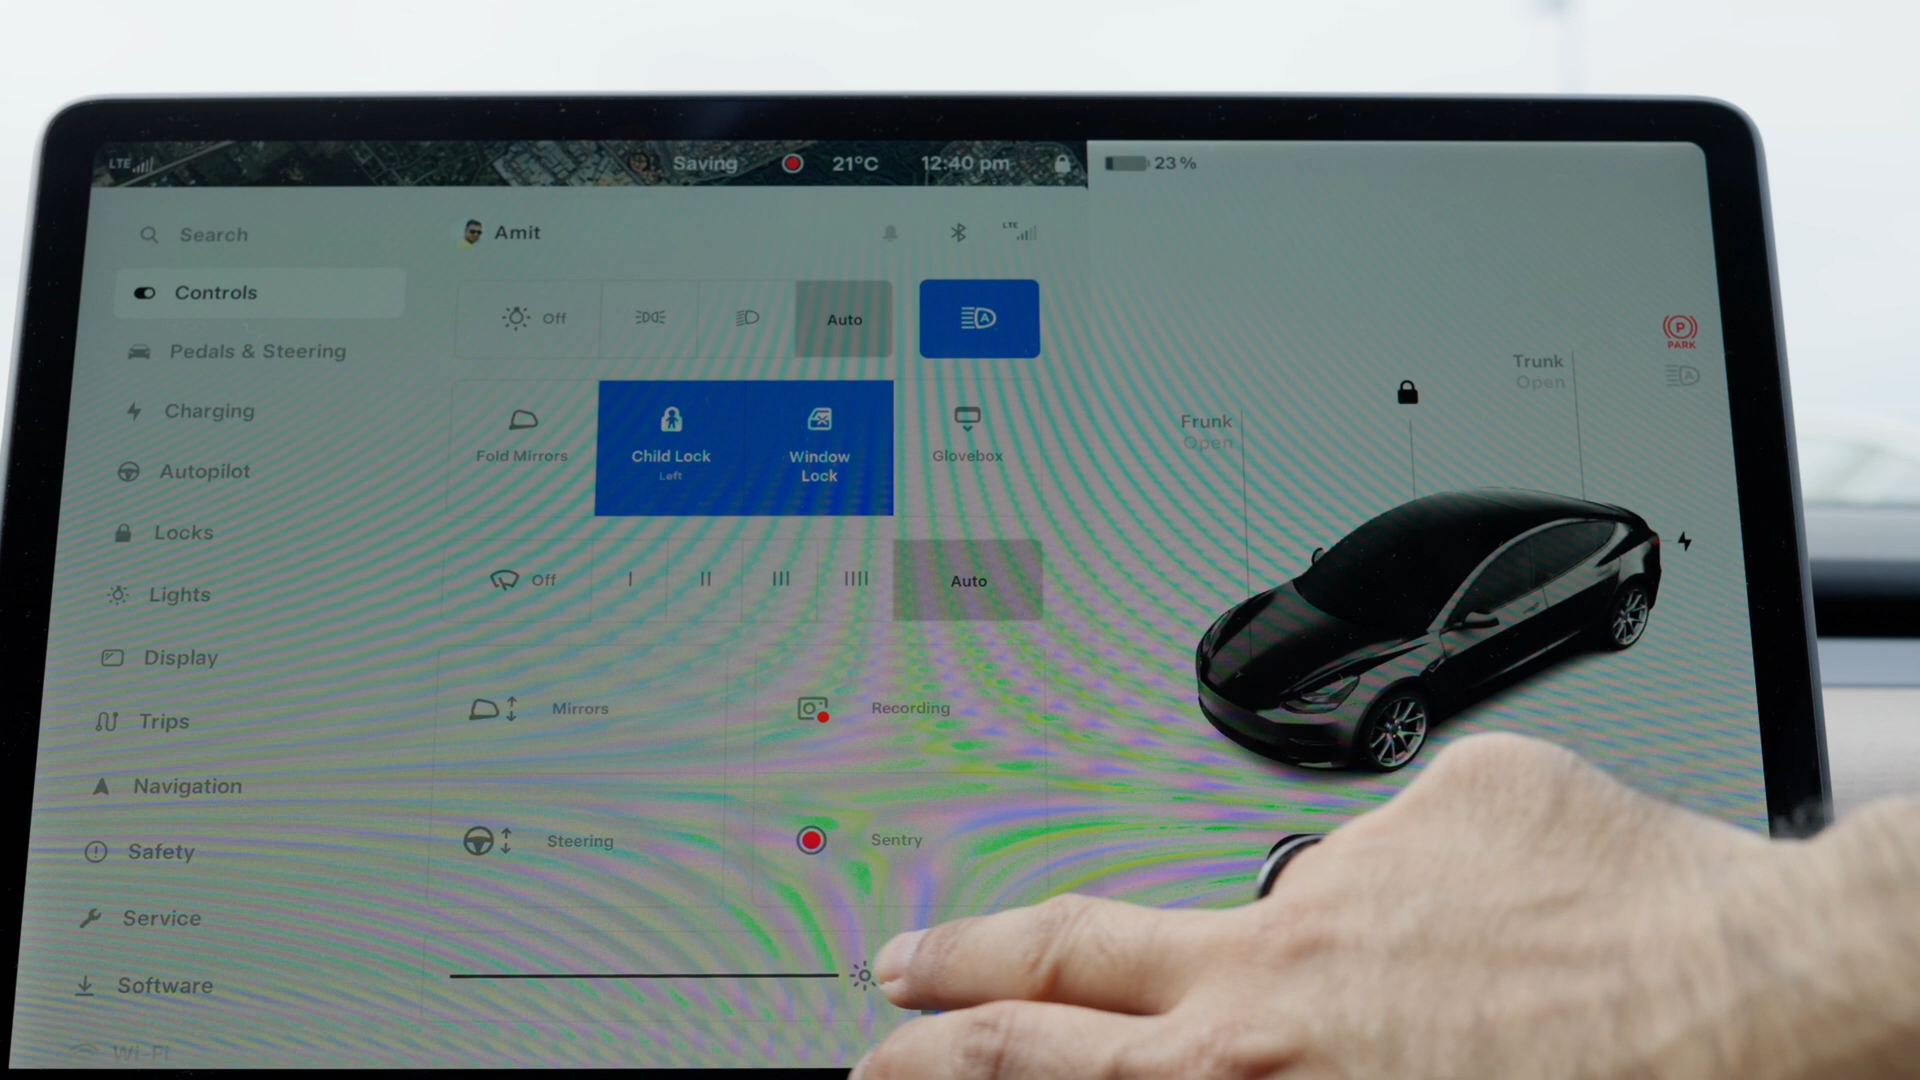 LTE
Saving
21°C
12:40 pm
23%
Search
Controls
Pedals & Steering
Charging
Autopilot
Locks
Lights
Display
Trips
Navigation
Safety
Service
Software
Wi-Fi
Amit
LTE
Off
Auto
A
Fold Mirrors
Child Lock
Left
Window
Lock
Glovebox
Off
I
II
III
IIII
Auto
Mirrors
Recording
Steering
Sentry
Frunk
Open
Trunk
Open
P
PARK
A